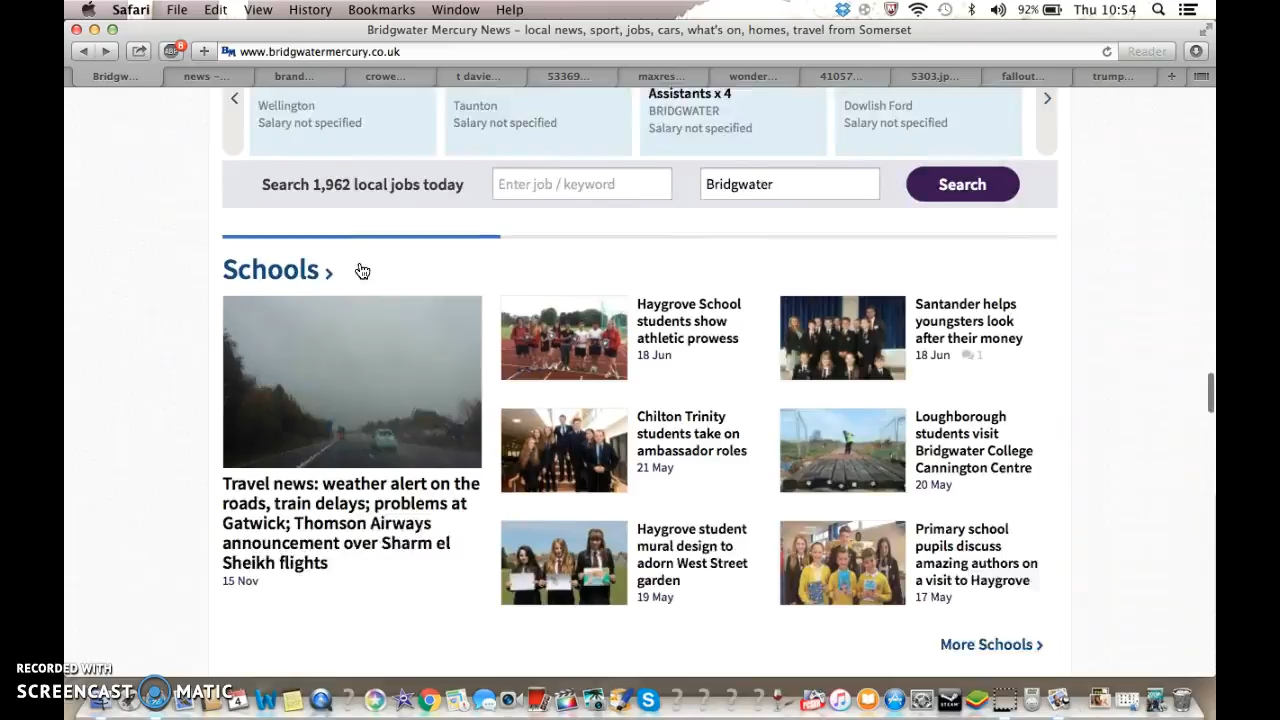 Safari File Edit View History Bookmarks Window Help 92% Thu 10:54
Bridgwater Mercury News – local news, sport, jobs, cars, what's on, homes, travel from Somerset
ABP 8 + BM www.bridgwatermercury.co.uk Reader
Bridgw... news –... brand... crowe... t davie... 53369... maxres... wonder... 41057... 5303.jp... fallout... trump...
Wellington
Salary not specified
Taunton
Salary not specified
Assistants x 4
BRIDGWATER
Salary not specified
Dowlish Ford
Salary not specified
Search 1,962 local jobs today Enter job / keyword Bridgwater Search
Schools ›
Travel news: weather alert on the
roads, train delays; problems at
Gatwick; Thomson Airways
announcement over Sharm el
Sheikh flights
15 Nov
Haygrove School
students show
athletic prowess
18 Jun
Santander helps
youngsters look
after their money
18 Jun 1
Chilton Trinity
students take on
ambassador roles
21 May
Loughborough
students visit
Bridgwater College
Cannington Centre
20 May
Haygrove student
mural design to
adorn West Street
garden
19 May
Primary school
pupils discuss
amazing authors on
a visit to Haygrove
17 May
More Schools ›
RECORDED WITH
SCREENCAST MATIC